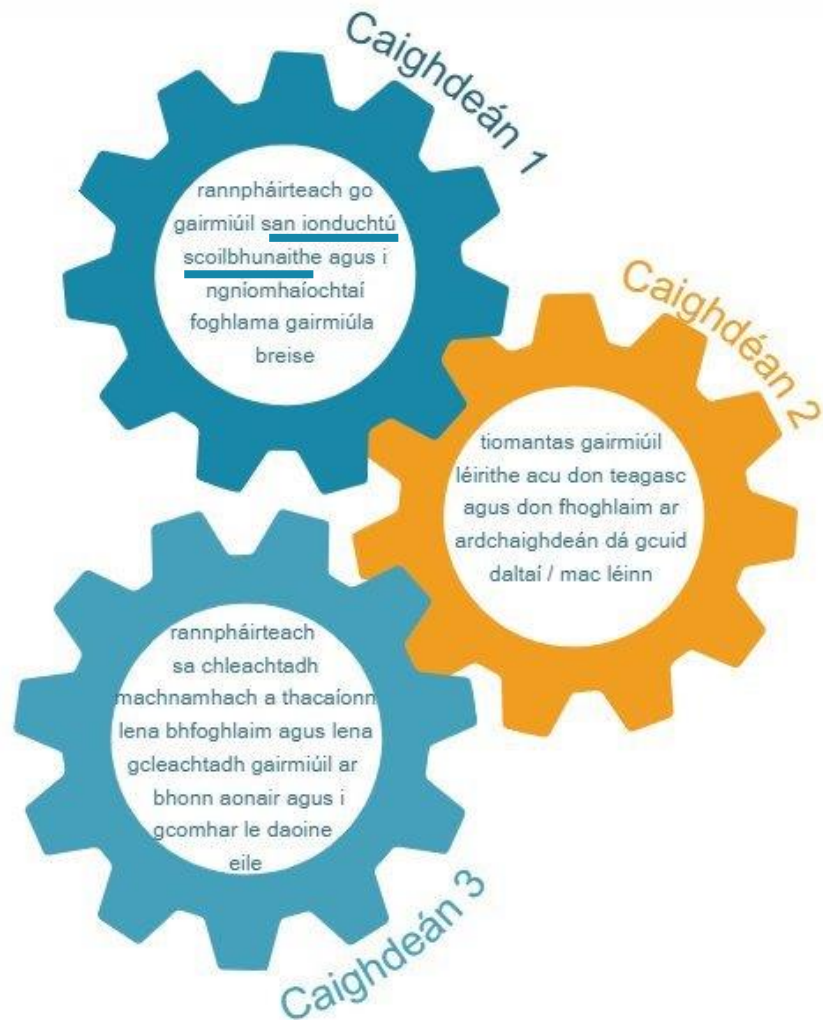 Caighdeán 1
rannpháirteach go
gairmiúil san ionduchtú
scoilbhunaithe agus i
ngníomhaíochtaí
foghlama gairmiúla
breise
Caighdéan 2
tiomantas gairmiúil
léirithe acu don teagasc
agus don fhoghlaim ar
ardchaighdeán dá gcuid
daltaí / mac léinn
rannpháirteach
sa chleachtadh
machnamhach a thacaíonn
lena bhfoghlaim agus lena
gcleachtadh gairmiúil ar
bhonn aonair agus i
gcomhar le daoine
eile
Caighdeán 3